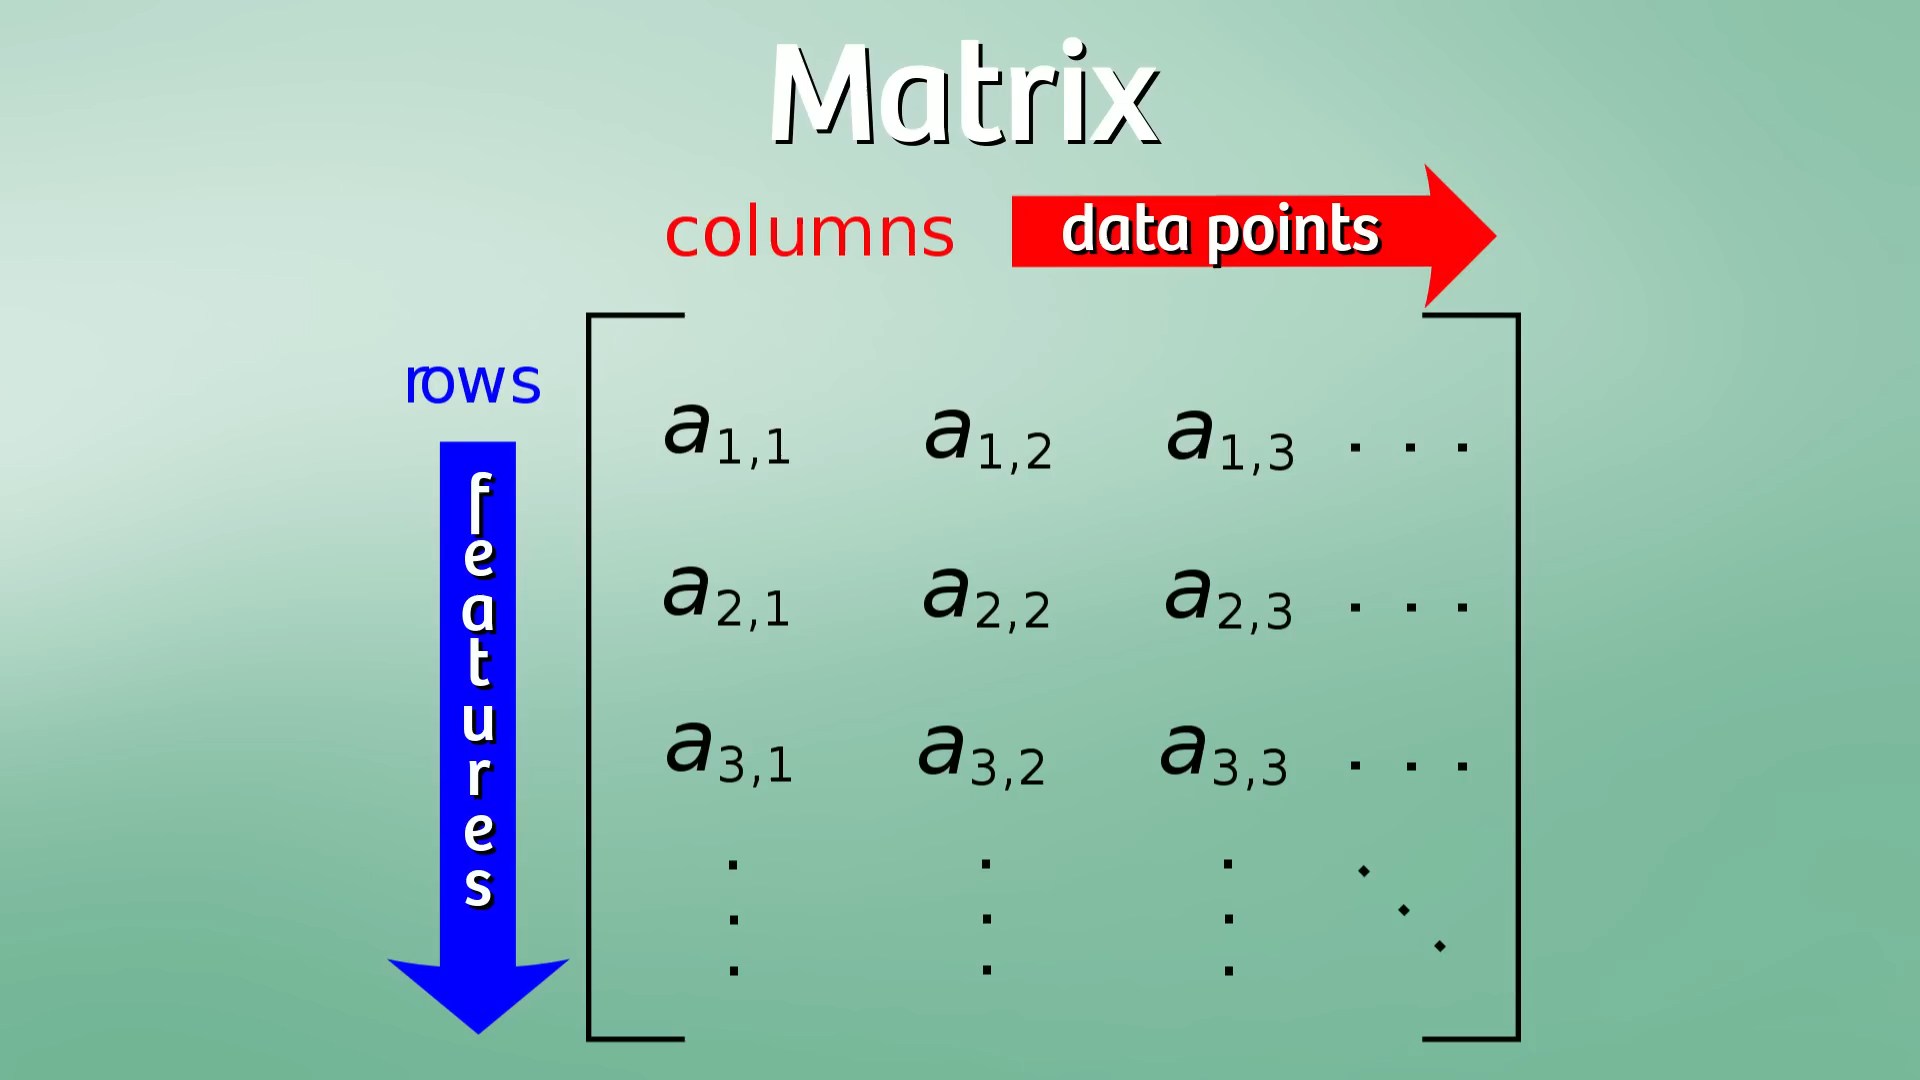 Matrix
columns data points
rows
features
a1,1 a1,2 a1,3 . . .
a2,1 a2,2 a2,3 . . .
a3,1 a3,2 a3,3 . . .